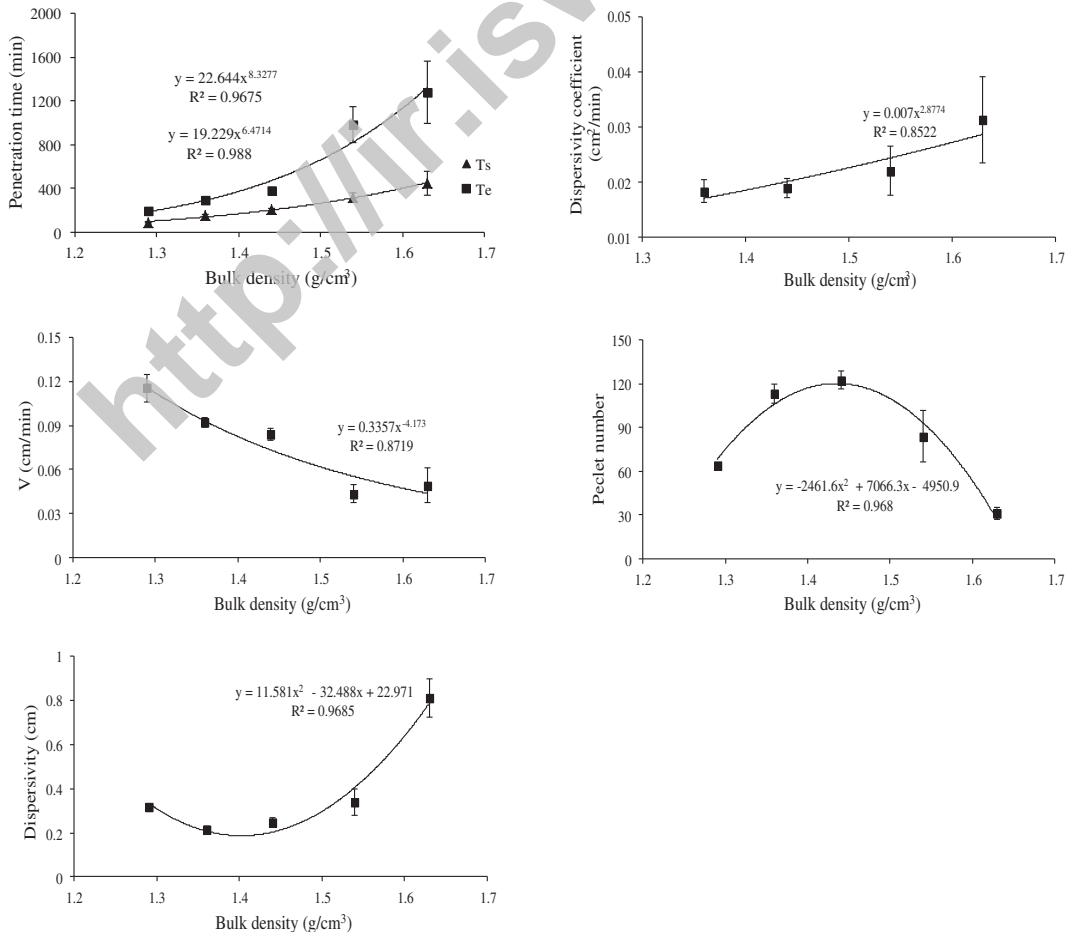 2000
1600
1200
800
400
0
Penetration time (min)
y = 22.644x^8.3277
R² = 0.9675
y = 19.229x^6.4714
R² = 0.988
Ts
Te
1.2 1.3 1.4 1.5 1.6 1.7
Bulk density (g/cm³)
0.05
0.04
0.03
0.02
0.01
Dispersivity coefficient
(cm²/min)
y = 0.007x^2.8774
R² = 0.8522
1.3 1.4 1.5 1.6 1.7
Bulk density (g/cm³)
0.15
0.12
0.09
0.06
0.03
0
V (cm/min)
y = 0.3357x^-4.173
R² = 0.8719
1.2 1.3 1.4 1.5 1.6 1.7
Bulk density (g/cm³)
150
120
90
60
30
0
Peclet number
y = -2461.6x² + 7066.3x - 4950.9
R² = 0.968
1.2 1.3 1.4 1.5 1.6 1.7
Bulk density (g/cm³)
1
0.8
0.6
0.4
0.2
0
Dispersivity (cm)
y = 11.581x² - 32.488x + 22.971
R² = 0.9685
1.2 1.3 1.4 1.5 1.6 1.7
Bulk density (g/cm³)
http://ir.isw